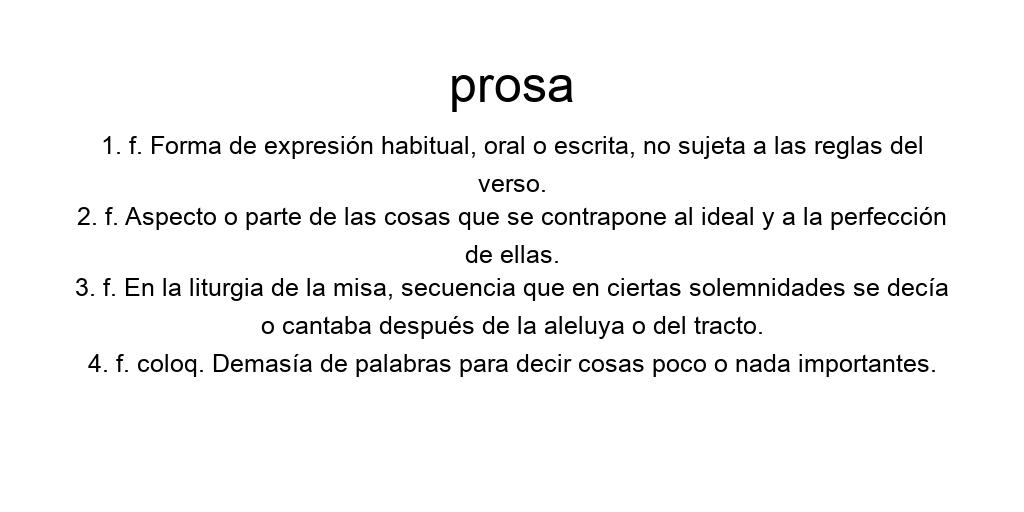 prosa
1. f. Forma de expresión habitual, oral o escrita, no sujeta a las reglas del
verso.
2. f. Aspecto o parte de las cosas que se contrapone al ideal y a la perfección
de ellas.
3. f. En la liturgia de la misa, secuencia que en ciertas solemnidades se decía
o cantaba después de la aleluya o del tracto.
4. f. coloq. Demasía de palabras para decir cosas poco o nada importantes.